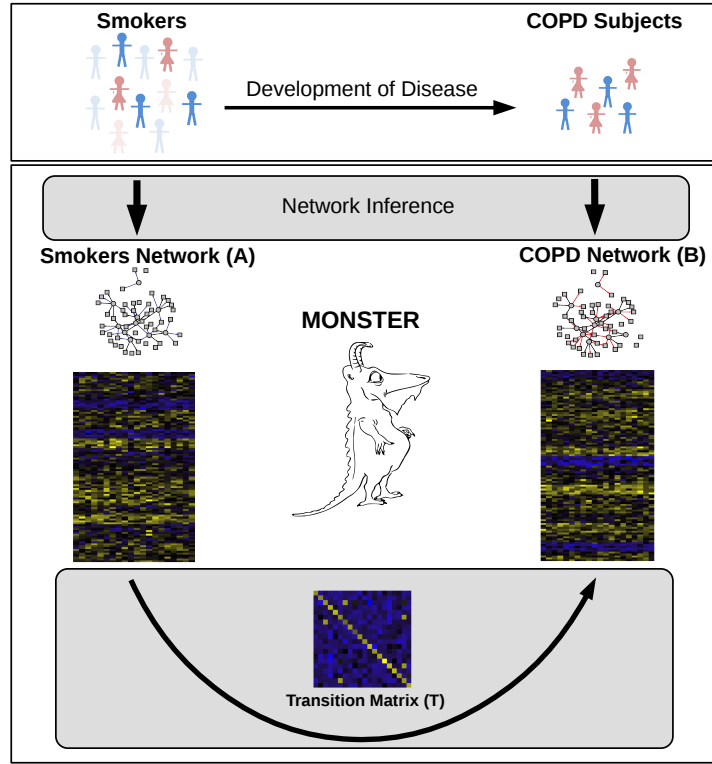 Smokers
COPD Subjects
Development of Disease
Network Inference
Smokers Network (A)
COPD Network (B)
MONSTER
Transition Matrix (T)